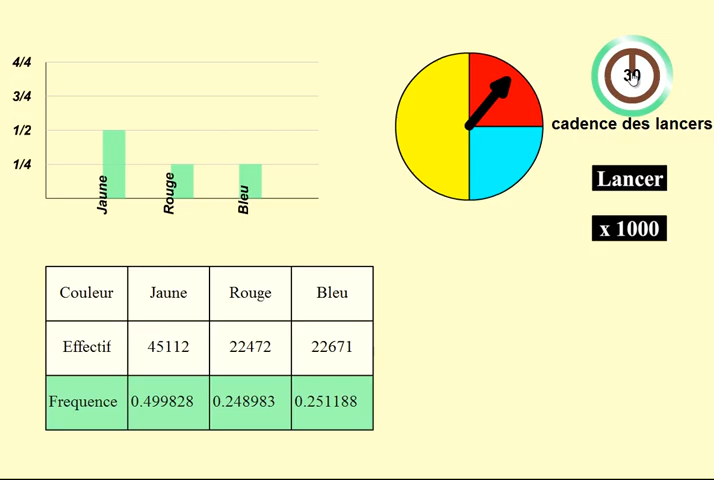 4/4
3/4
1/2
1/4
Jaune
Rouge
Bleu
30
cadence des lancers
Lancer
x 1000
Couleur Jaune Rouge Bleu
Effectif 45112 22472 22671
Frequence 0.499828 0.248983 0.251188